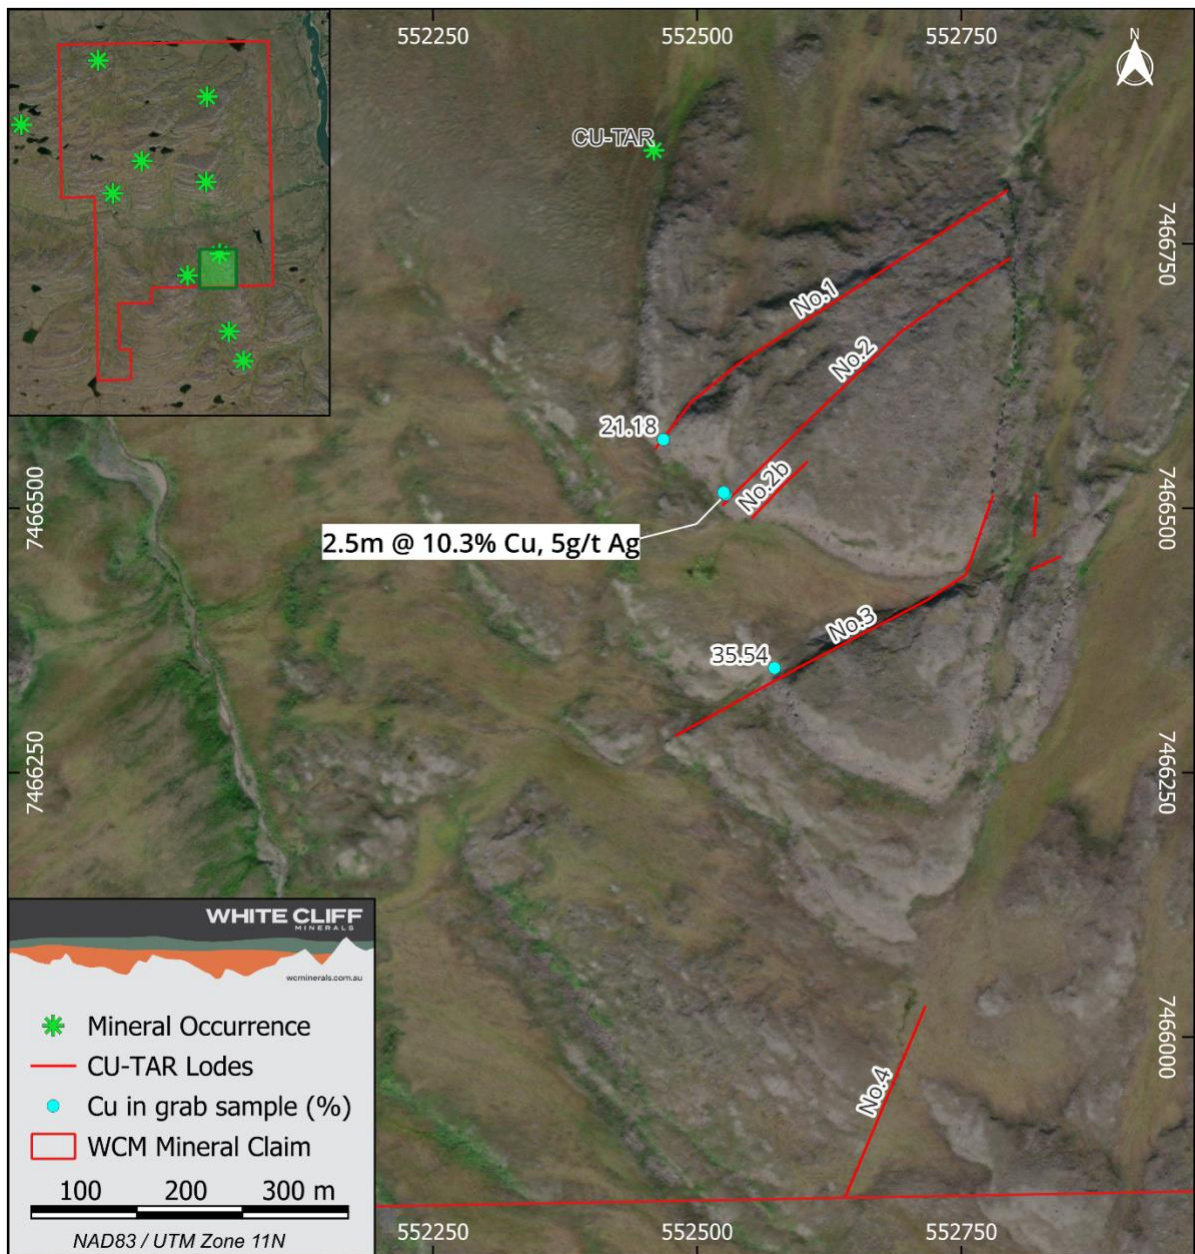 552250
552500
552750
N
CU-TAR
7466750
7466750
No.1
No.2
21.18
No.2b
7466500
7466500
2.5m @ 10.3% Cu, 5g/t Ag
No.3
35.54
7466250
7466250
WHITE CLIFF
MINERALS
wcminerals.com.au
Mineral Occurrence
CU-TAR Lodes
Cu in grab sample (%)
WCM Mineral Claim
100 200 300 m
NAD83 / UTM Zone 11N
No.4
7466000
552250
552500
552750